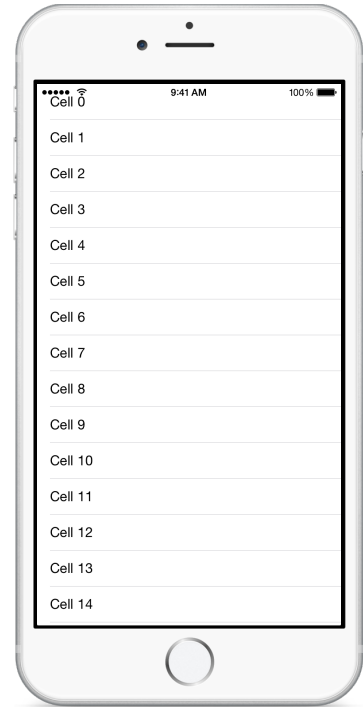 9:41 AM 100%
Cell 0
Cell 1
Cell 2
Cell 3
Cell 4
Cell 5
Cell 6
Cell 7
Cell 8
Cell 9
Cell 10
Cell 11
Cell 12
Cell 13
Cell 14